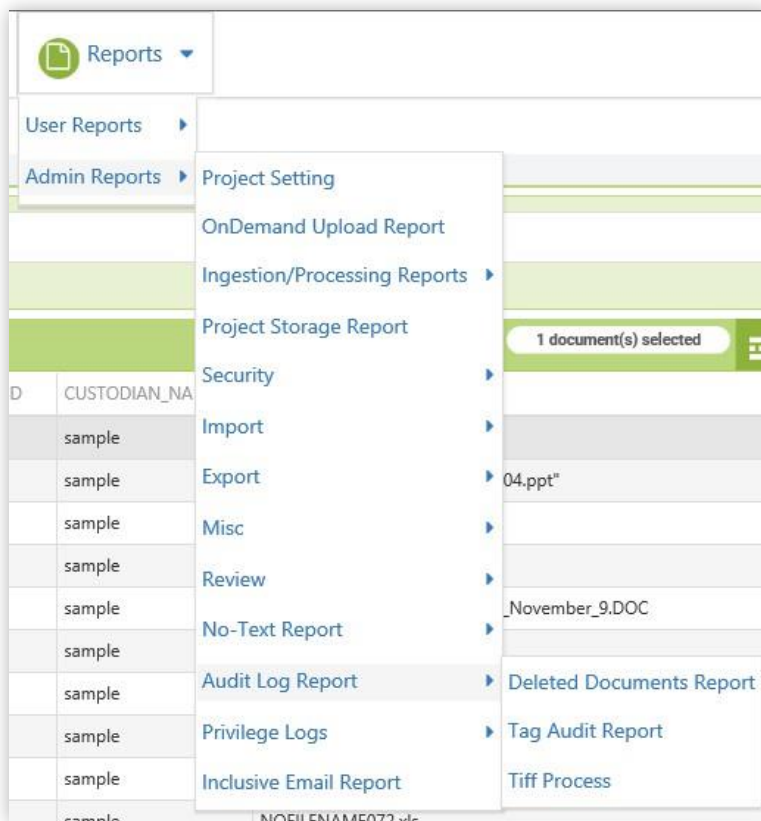 Reports
User Reports
Admin Reports
Project Setting
OnDemand Upload Report
Ingestion/Processing Reports
Project Storage Report
Security
Import
Export
Misc
Review
No-Text Report
Audit Log Report
Privilege Logs
Inclusive Email Report
Deleted Documents Report
Tag Audit Report
Tiff Process
1 document(s) selected
D CUSTODIAN_NA
sample
sample 04.ppt"
sample
sample
sample _November_9.DOC
sample
sample
sample
sample
sample NOFILENAME072.xls